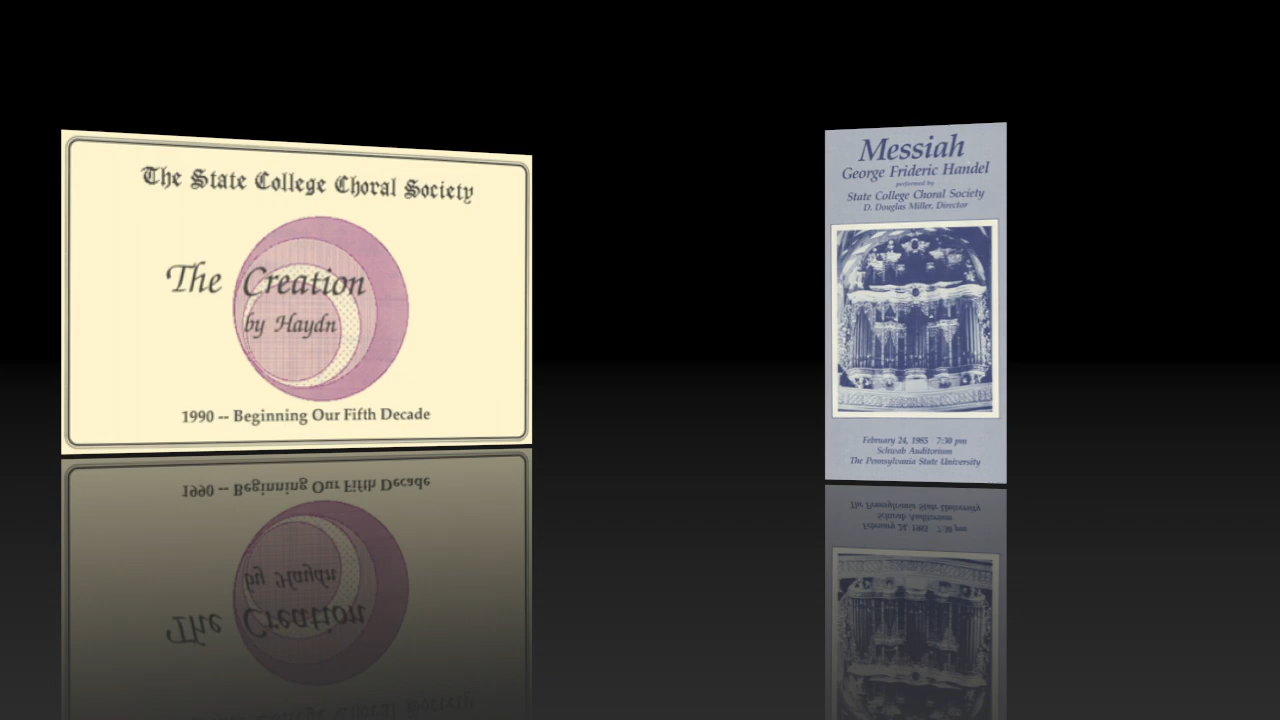 The State College Choral Society
The Creation
by Haydn
1990 -- Beginning Our Fifth Decade
Messiah
George Frideric Handel
performed by
State College Choral Society
D. Douglas Miller, Director
February 24, 1985 7:30 pm
Schwab Auditorium
The Pennsylvania State University